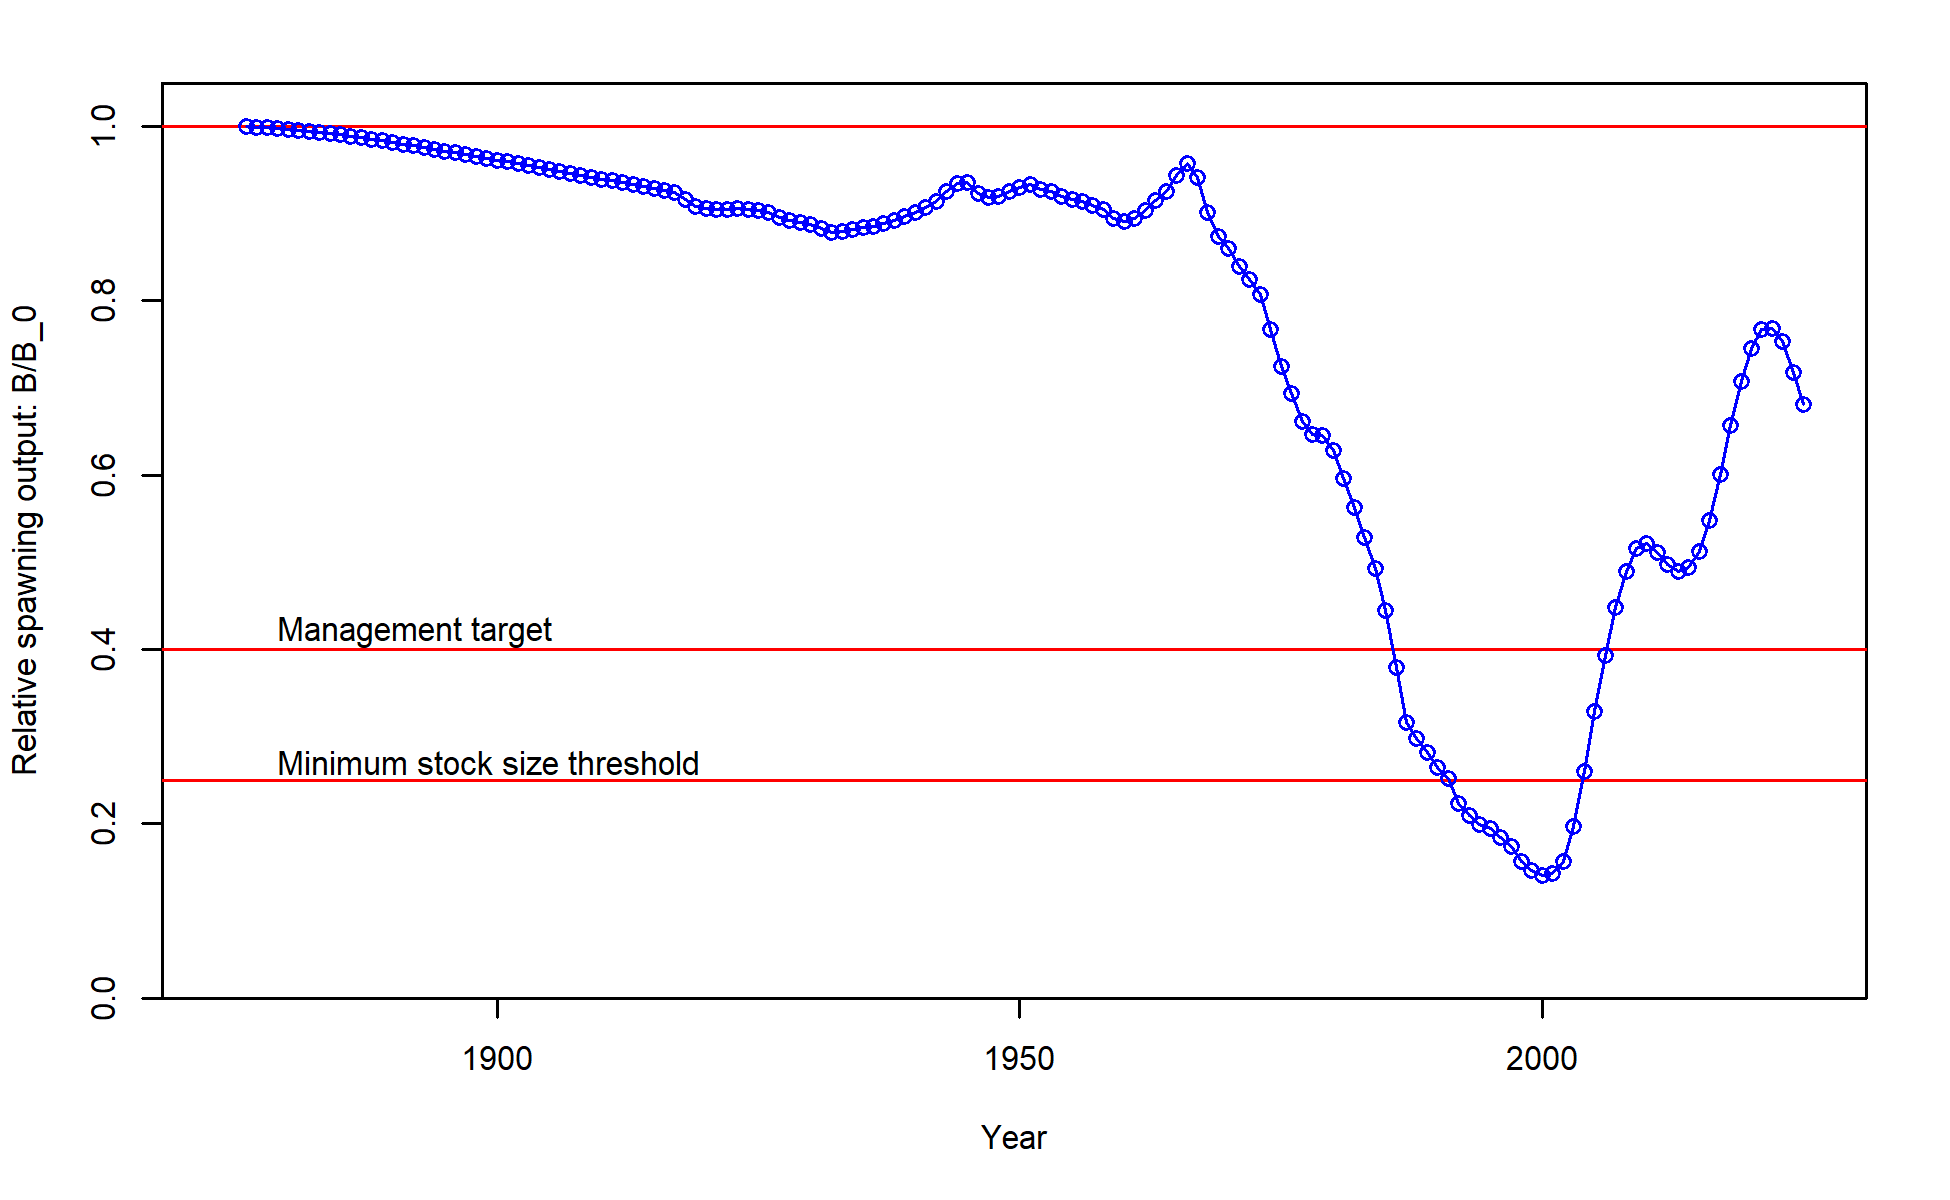 Relative spawning output: B/B_0
1.0
0.8
0.6
0.4
0.2
0.0
Management target
Minimum stock size threshold
1900
1950
2000
Year